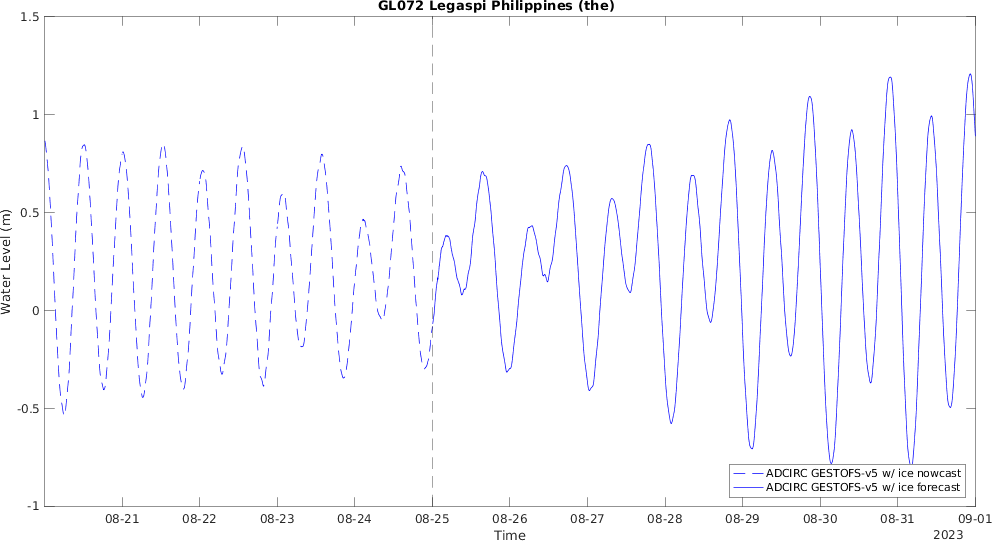 GL072 Legaspi Philippines (the)
1.5
1
0.5
0
-0.5
-1
Water Level (m)
ADCIRC GESTOFS-v5 w/ ice nowcast
ADCIRC GESTOFS-v5 w/ ice forecast
08-21 08-22 08-23 08-24 08-25 08-26 08-27 08-28 08-29 08-30 08-31 09-01
Time
2023